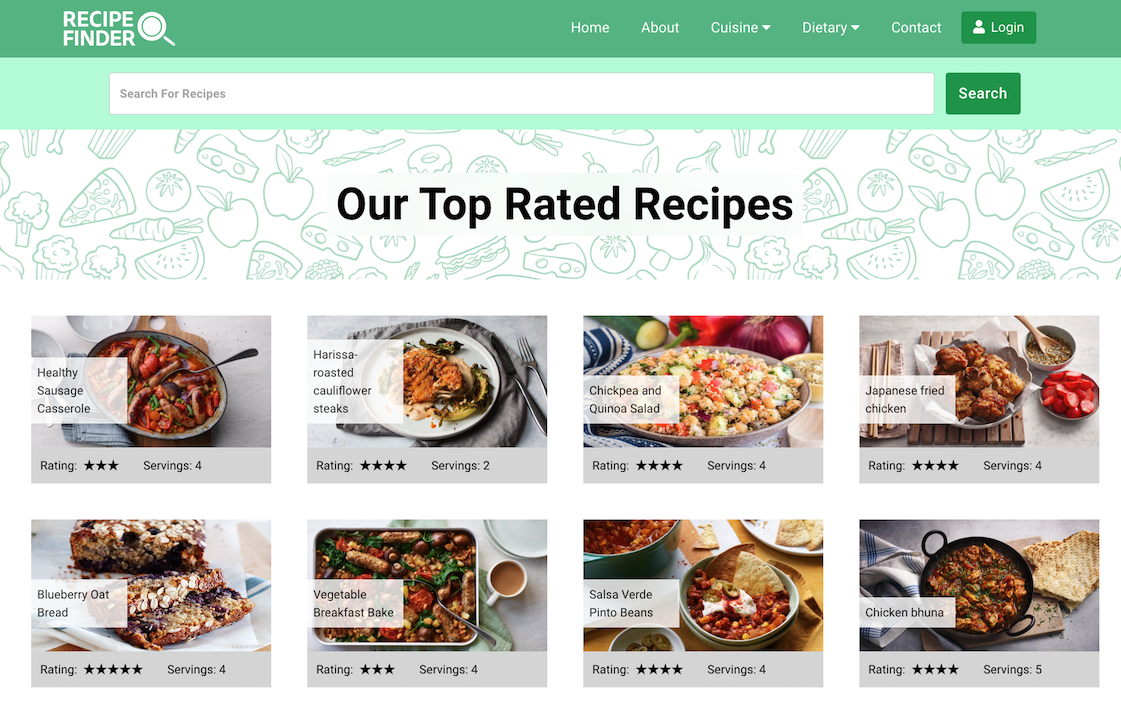 RECIPE
FINDER
Home About Cuisine Dietary Contact Login
Search For Recipes Search
Our Top Rated Recipes
Healthy
Sausage
Casserole
Rating: ★★★ Servings: 4
Harissa-
roasted
cauliflower
steaks
Rating: ★★★★ Servings: 2
Chickpea and
Quinoa Salad
Rating: ★★★★ Servings: 4
Japanese fried
chicken
Rating: ★★★★ Servings: 4
Blueberry Oat
Bread
Rating: ★★★★★ Servings: 4
Vegetable
Breakfast Bake
Rating: ★★★ Servings: 4
Salsa Verde
Pinto Beans
Rating: ★★★★ Servings: 4
Chicken bhuna
Rating: ★★★★ Servings: 5